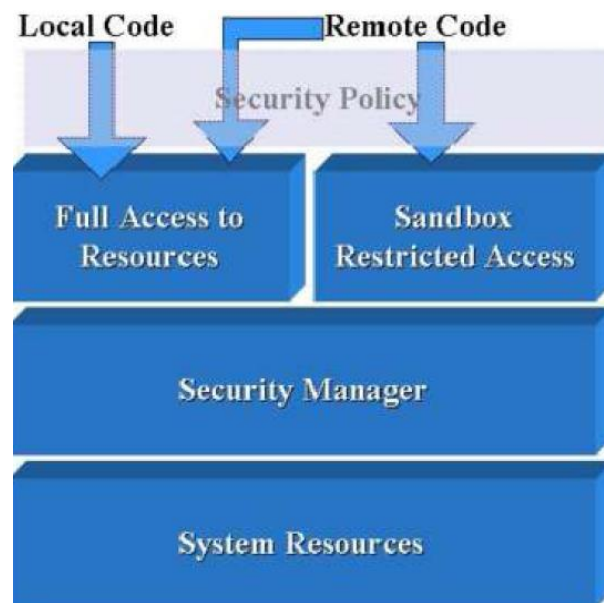 Local Code
Remote Code
Security Policy
Full Access to
Resources
Sandbox
Restricted Access
Security Manager
System Resources